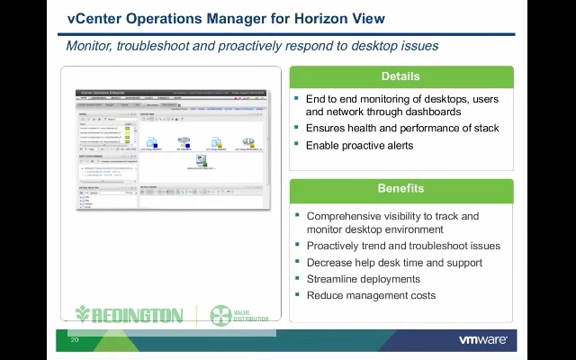 vCenter Operations Manager for Horizon View
Monitor, troubleshoot and proactively respond to desktop issues
Details
End to end monitoring of desktops, users
and network through dashboards
Ensures health and performance of stack
Enable proactive alerts
Benefits
Comprehensive visibility to track and
monitor desktop environment
Proactively trend and troubleshoot issues
Decrease help desk time and support
Streamline deployments
Reduce management costs
REDINGTON
VALUE
DISTRIBUTION
20
vmware